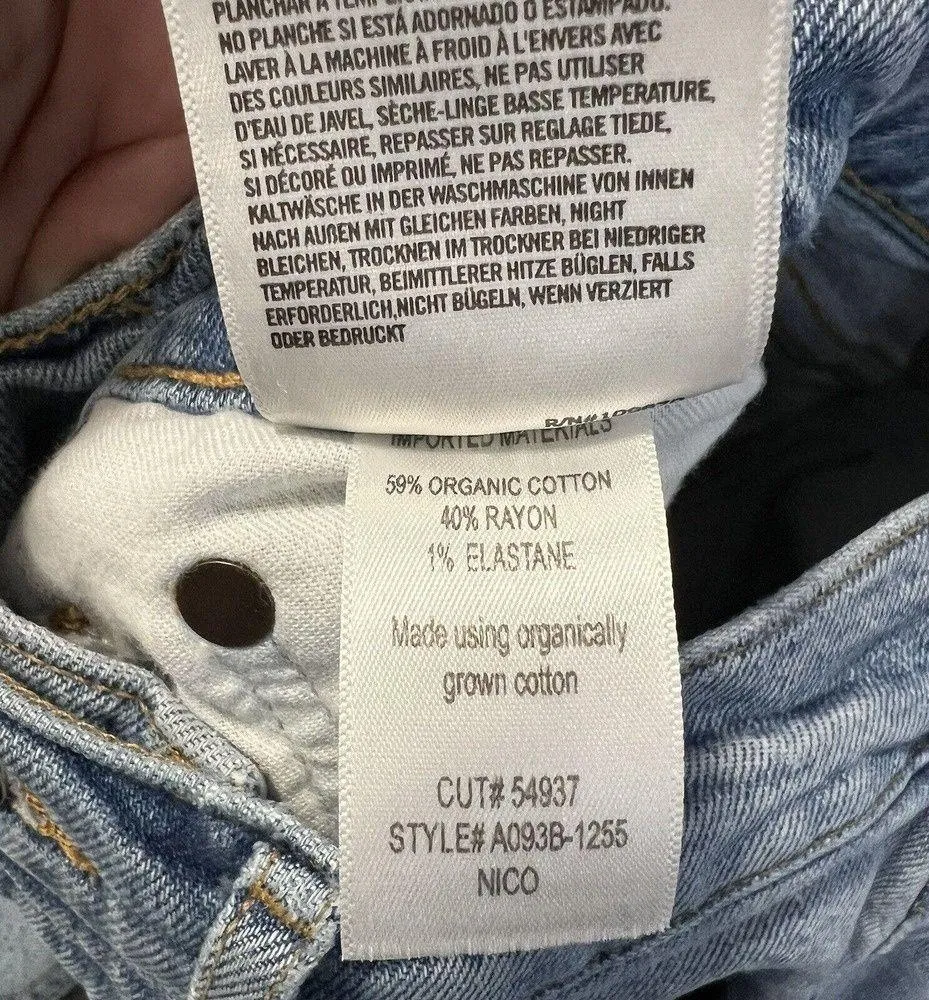 PLANCHAR A
NO PLANCHE SI ESTÁ ADORNADO O ESTAMPADO.
LAVER À LA MACHINE À FROID À L'ENVERS AVEC
DES COULEURS SIMILAIRES, NE PAS UTILISER
D'EAU DE JAVEL, SÈCHE-LINGE BASSE TEMPERATURE,
SI NÉCESSAIRE, REPASSER SUR REGLAGE TIEDE,
SI DÉCORÉ OU IMPRIMÉ, NE PAS REPASSER.
KALTWÄSCHE IN DER WASCHMASCHINE VON INNEN
NACH AUßEN MIT GLEICHEN FARBEN, NIGHT
BLEICHEN, TROCKNEN IM TROCKNER BEI NIEDRIGER
TEMPERATUR, BEIMITTLERER HITZE BÜGLEN, FALLS
ERFORDERLICH,NICHT BÜGELN, WENN VERZIERT
ODER BEDRUCKT
IMPORTED MATERIALS
59% ORGANIC COTTON
40% RAYON
1% ELASTANE
Made using organically
grown cotton
CUT# 54937
STYLE# A093B-1255
NICO